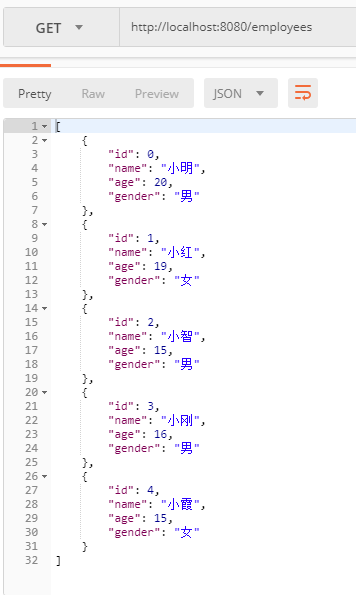 GET http://localhost:8080/employees
Pretty Raw Preview JSON
1 [
2 {
3 "id": 0,
4 "name": "小明",
5 "age": 20,
6 "gender": "男"
7 },
8 {
9 "id": 1,
10 "name": "小红",
11 "age": 19,
12 "gender": "女"
13 },
14 {
15 "id": 2,
16 "name": "小智",
17 "age": 15,
18 "gender": "男"
19 },
20 {
21 "id": 3,
22 "name": "小刚",
23 "age": 16,
24 "gender": "男"
25 },
26 {
27 "id": 4,
28 "name": "小霞",
29 "age": 15,
30 "gender": "女"
31 }
32 ]